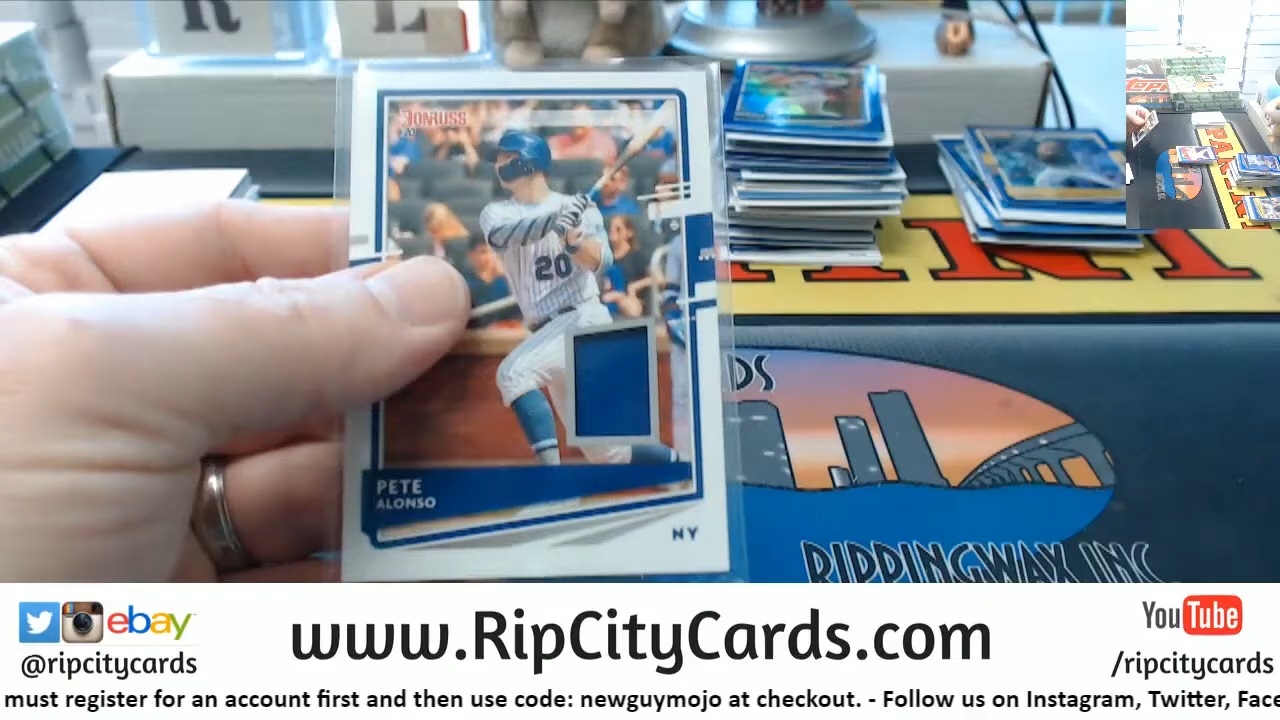 DONRUSS
20
PETE
ALONSO
NY
DS
RIPPINGWAX INC
ebay
@ripcitycards
www.RipCityCards.com
YouTube
/ripcitycards
must register for an account first and then use code: newguymojo at checkout. - Follow us on Instagram, Twitter, Face